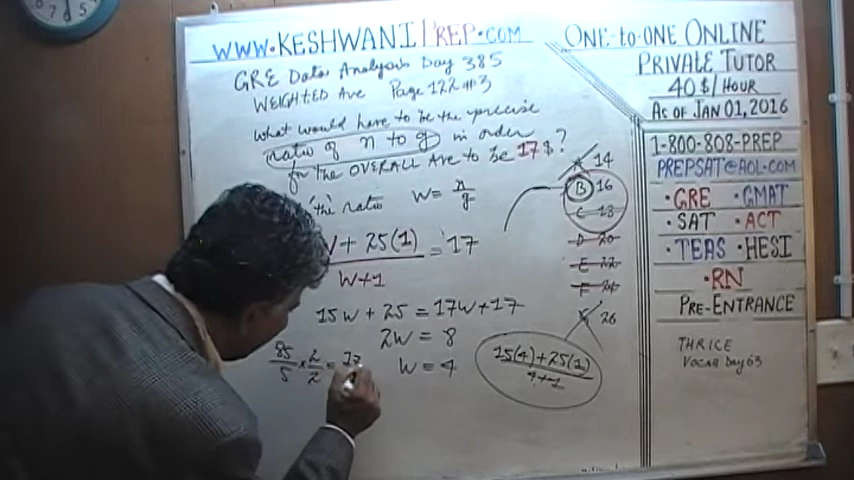 WWW.KESHWANIPREP.COM
GRE Data Analysis Day 385
WEIGHTED AVE Page 122 #3
what would have to be the precise
ratio of n to g in order
for the OVERALL AVE to be 17$?
'the' ratio W = n/g
+ 25(1) / W+1 = 17
15W + 25 = 17W + 17
2W = 8
W = 4
85/5 × 2/2 = 17
A 14
B 16
C 18
D 20
E 22
F 24
26
15(4)+25(1) / 4+1
ONE-TO-ONE ONLINE
PRIVATE TUTOR
40$/HOUR
AS OF JAN 01, 2016
1-800-808-PREP
PREPSAT@AOL.COM
•GRE •GMAT
•SAT •ACT
•TEAS •HESI
•RN
PRE-ENTRANCE
THRICE
VOCAB Day 63